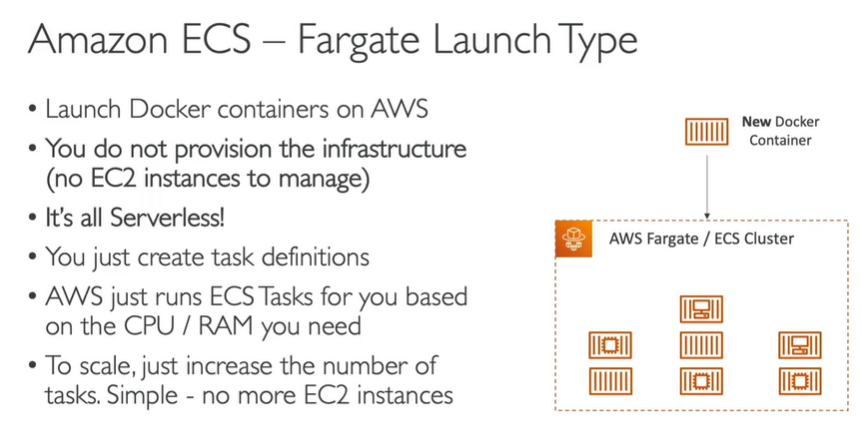 Amazon ECS – Fargate Launch Type
• Launch Docker containers on AWS
• You do not provision the infrastructure
(no EC2 instances to manage)
• It's all Serverless!
• You just create task definitions
• AWS just runs ECS Tasks for you based
on the CPU / RAM you need
• To scale, just increase the number of
tasks. Simple - no more EC2 instances
New Docker
Container
AWS Fargate / ECS Cluster